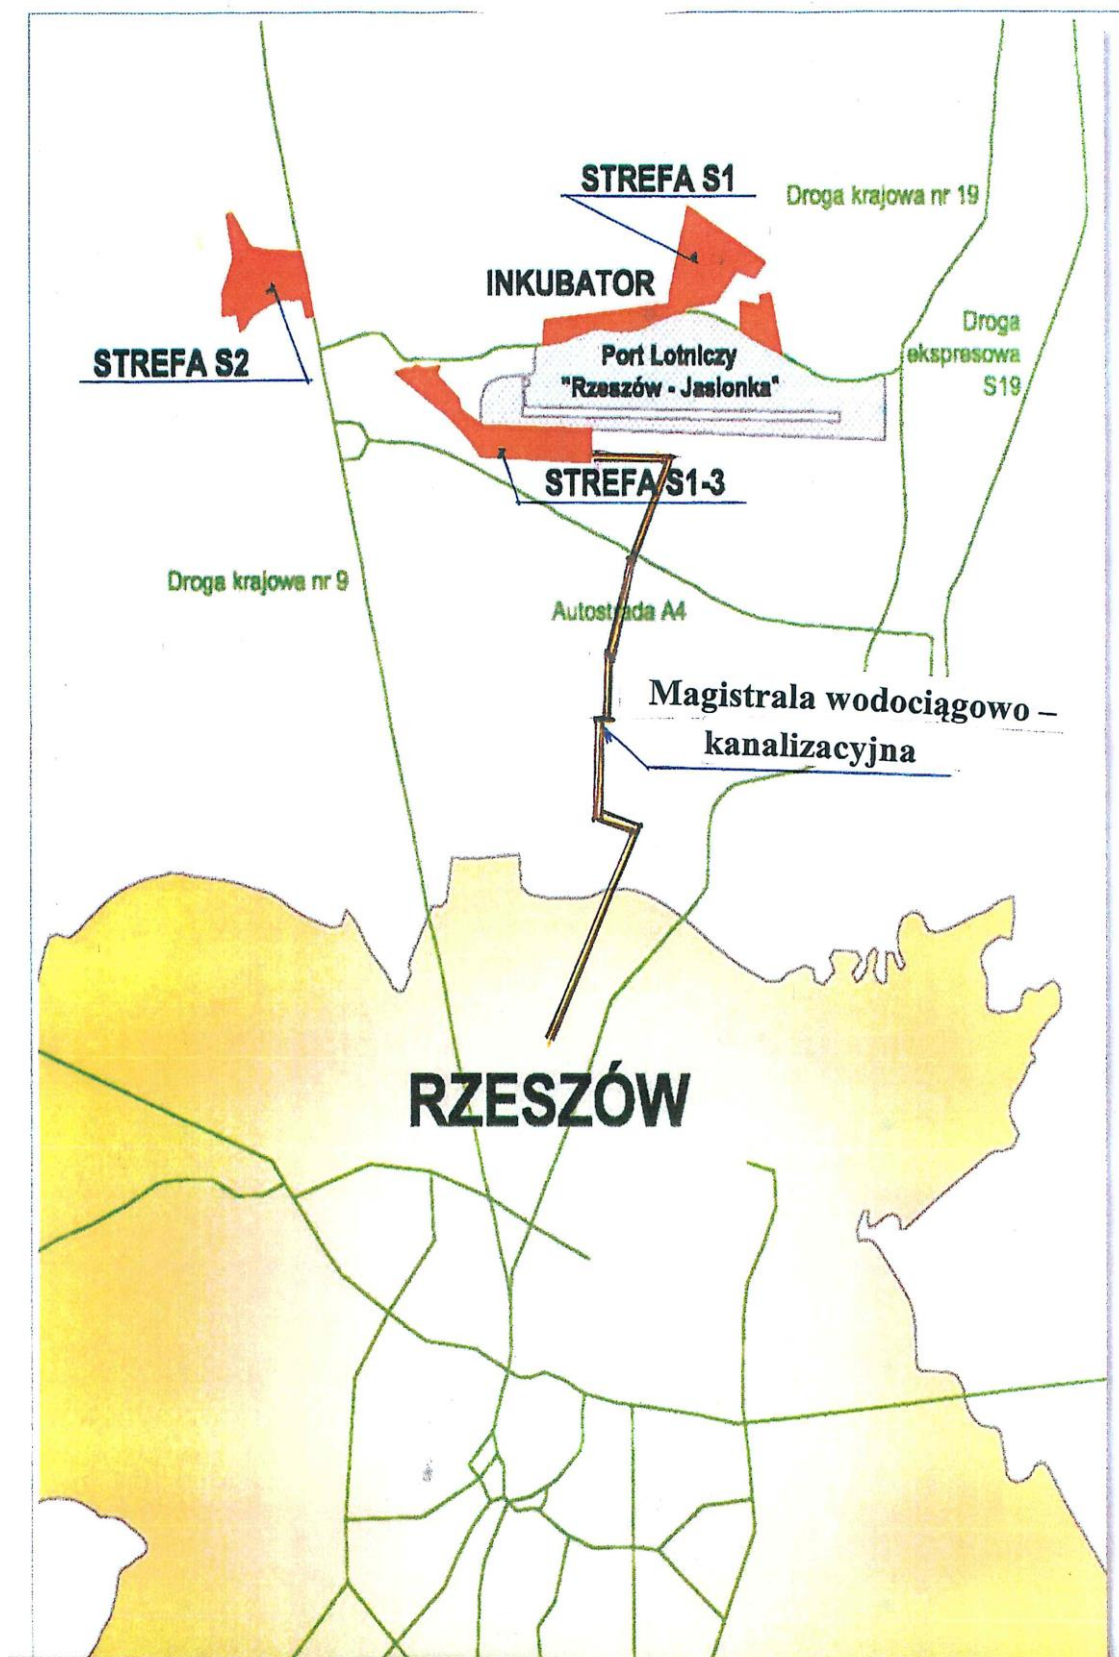 STREFA S1
Droga krajowa nr 19
INKUBATOR
Droga
ekspresowa
S19
STREFA S2
Port Lotniczy
"Rzeszów - Jasionka"
STREFA S1-3
Droga krajowa nr 9
Autostrada A4
Magistrala wodociągowo –
kanalizacyjna
RZESZÓW